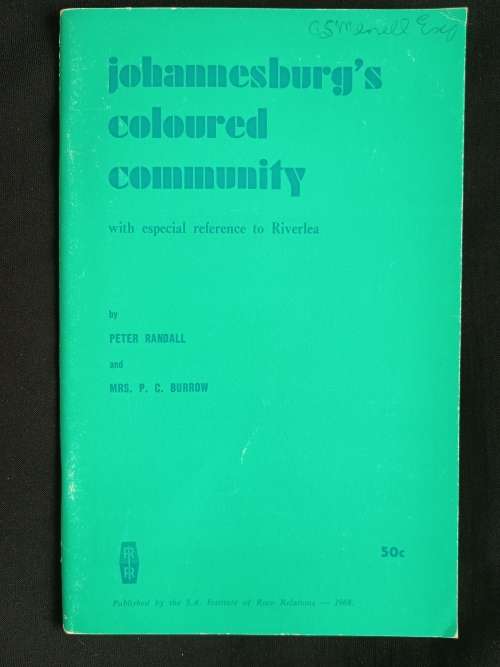 johannesburg's
coloured
community
with especial reference to Riverlea
by
PETER RANDALL
and
MRS. P. C. BURROW
50c
Published by the S.A. Institute of Race Relations — 1968.